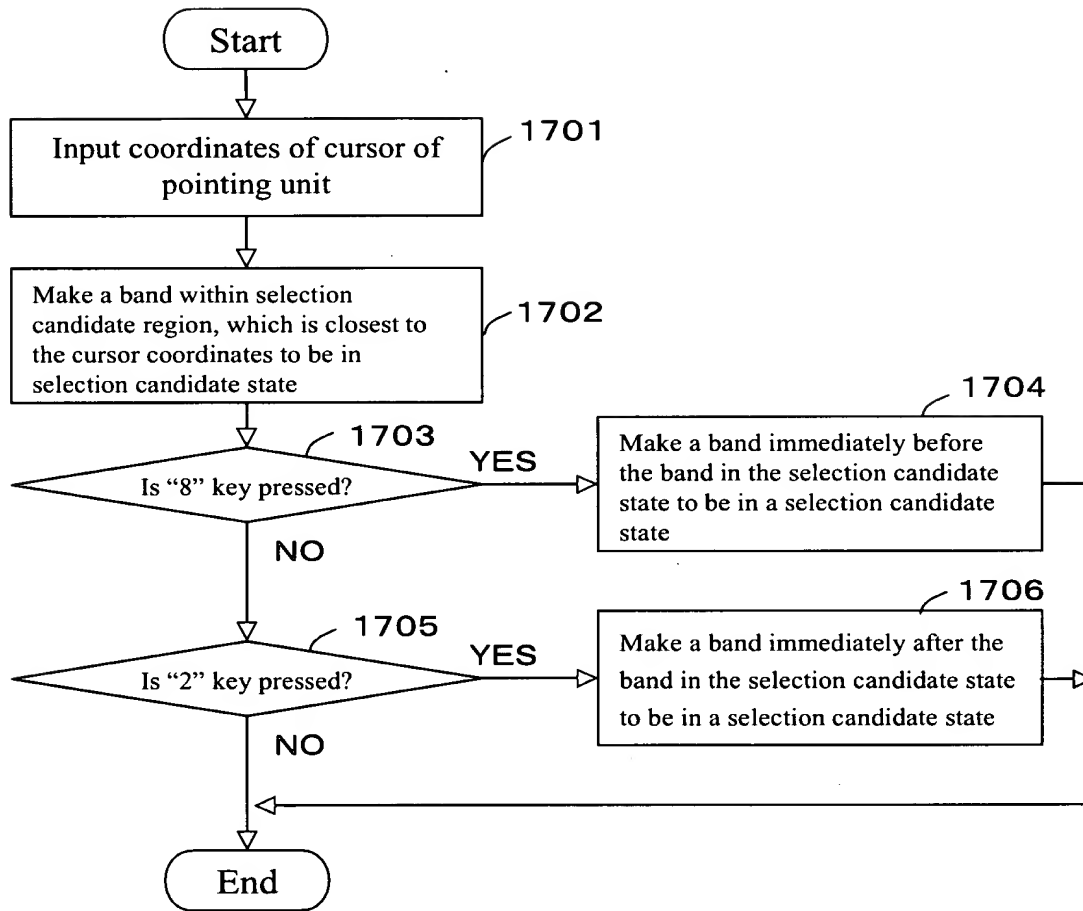 Start
1701
Input coordinates of cursor of
pointing unit
1702
Make a band within selection
candidate region, which is closest to
the cursor coordinates to be in
selection candidate state
1703
Is “8” key pressed?
YES
NO
1704
Make a band immediately before
the band in the selection candidate
state to be in a selection candidate
state
1705
Is “2” key pressed?
YES
NO
1706
Make a band immediately after the
band in the selection candidate state
to be in a selection candidate state
End